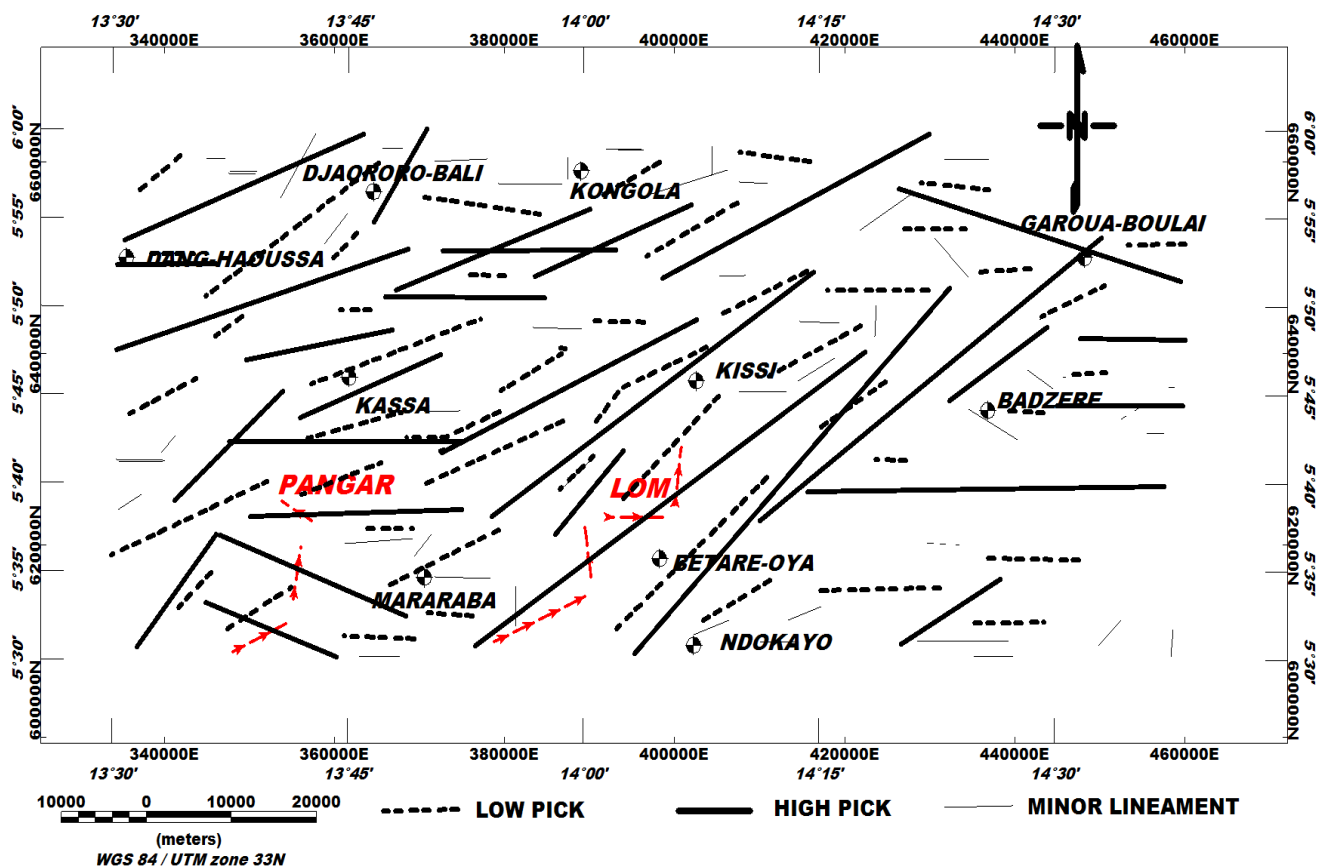 13°30' 13°45' 14°00' 14°15' 14°30'
340000E 360000E 380000E 400000E 420000E 440000E 460000E
6°00' 6°00'
660000N 660000N
DJAORORO-BALI
KONGOLA
5°55' 5°55'
GAROUA-BOULAI
DANG-HAOUSSA
5°50' 5°50'
640000N 640000N
KISSI
5°45' 5°45'
KASSA
BADZERE
5°40' 5°40'
PANGAR
LOM
620000N 620000N
BETARE-OYA
5°35' 5°35'
MARARABA
NDOKAYO
5°30' 5°30'
600000N 600000N
340000E 360000E 380000E 400000E 420000E 440000E 460000E
13°30' 13°45' 14°00' 14°15' 14°30'
10000 0 10000 20000
LOW PICK HIGH PICK MINOR LINEAMENT
(meters)
WGS 84 / UTM zone 33N